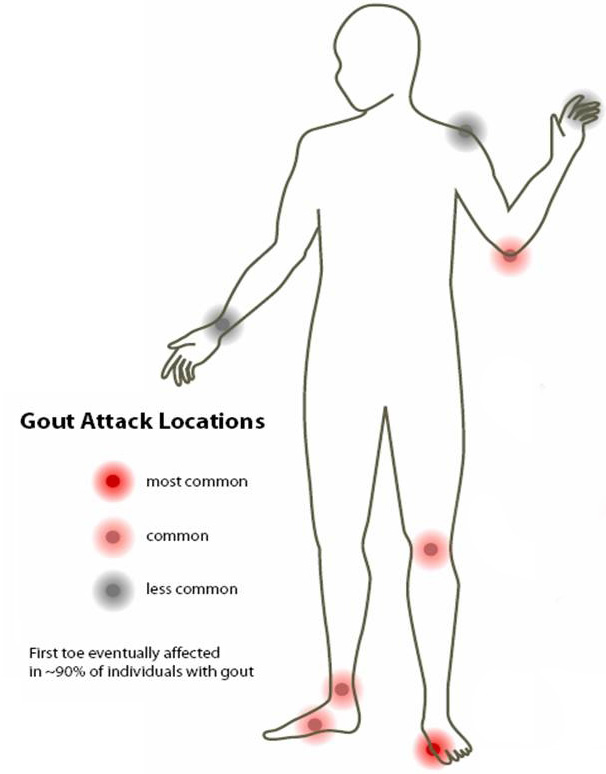 Gout Attack Locations
most common
common
less common
First toe eventually affected
in ~90% of individuals with gout